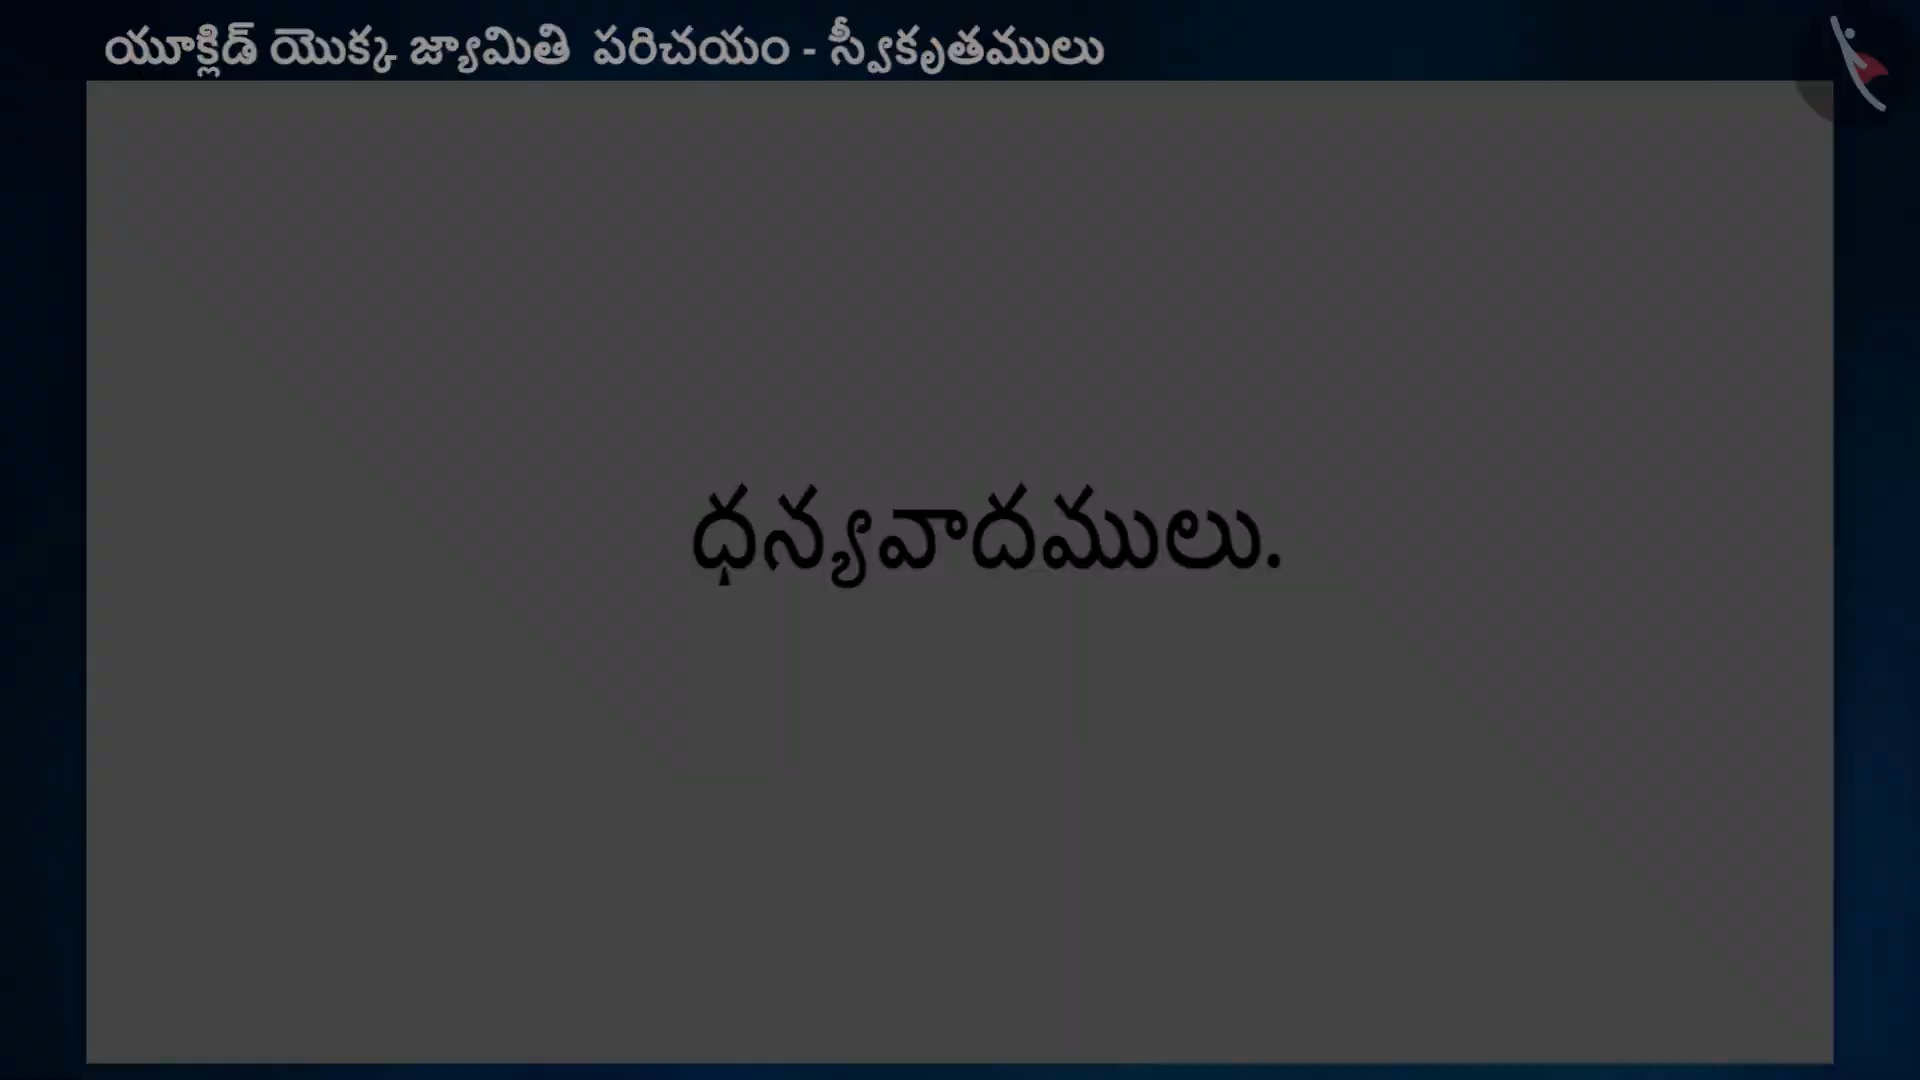 యూక్లిడ్ యొక్క జ్యామితి పరిచయం - స్వీకృతములు
ధన్యవాదములు.